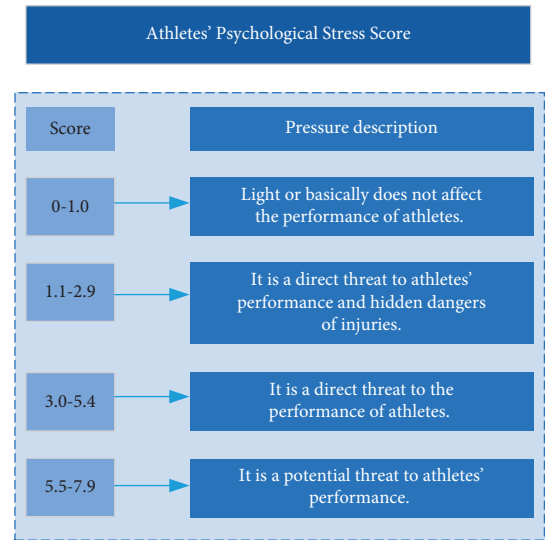 Athletes' Psychological Stress Score
Score
Pressure description
0-1.0
Light or basically does not affect
the performance of athletes.
1.1-2.9
It is a direct threat to athletes'
performance and hidden dangers
of injuries.
3.0-5.4
It is a direct threat to the
performance of athletes.
5.5-7.9
It is a potential threat to athletes'
performance.